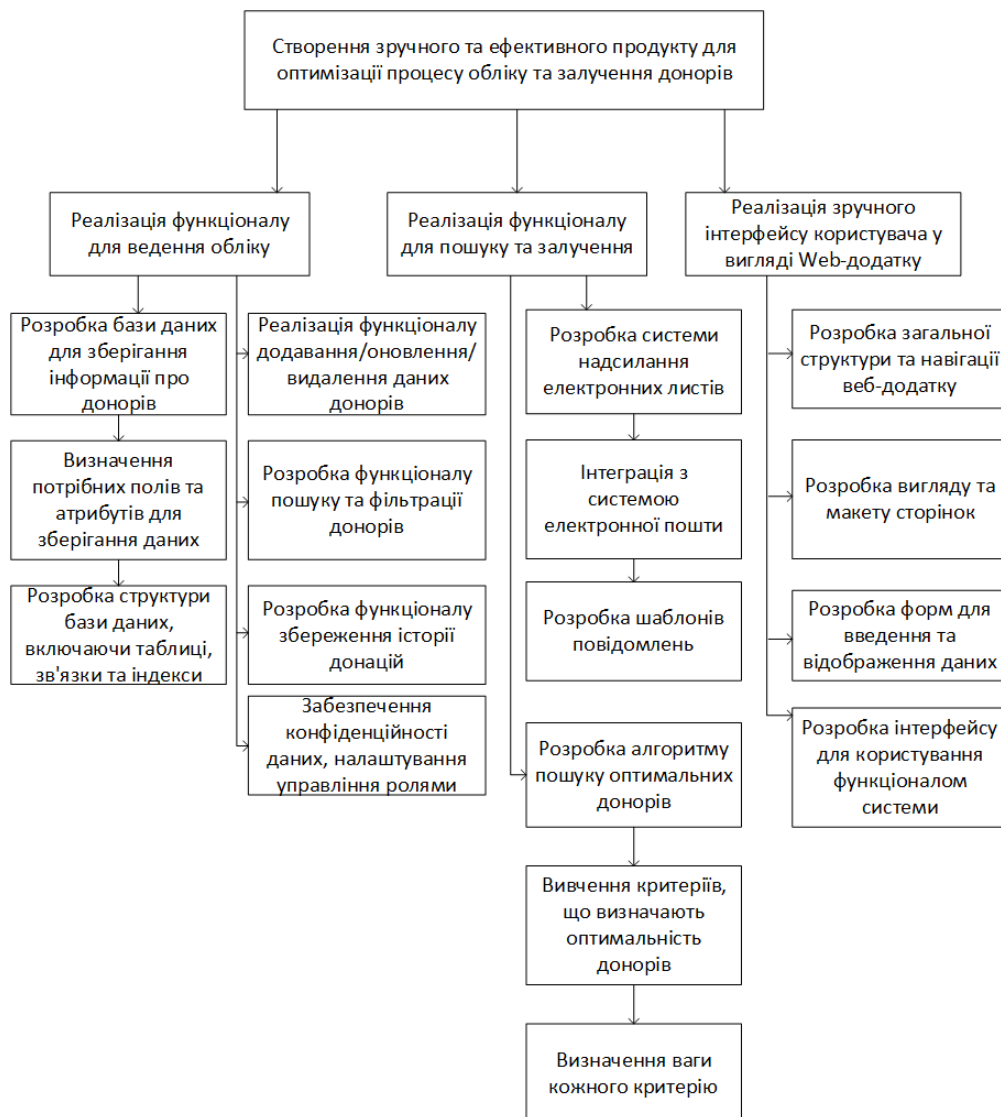 Створення зручного та ефективного продукту для
оптимізації процесу обліку та залучення донорів
Реалізація функціоналу
для ведення обліку
Реалізація функціоналу
для пошуку та залучення
Реалізація зручного
інтерфейсу користувача у
вигляді Web-додатку
Розробка бази даних
для зберігання
інформації про
донорів
Реалізація функціоналу
додавання/оновлення/
видалення даних
донорів
Розробка системи
надсилання
електронних листів
Розробка загальної
структури та навігації
веб-додатку
Визначення
потрібних полів та
атрибутів для
зберігання даних
Розробка функціоналу
пошуку та фільтрації
донорів
Інтеграція з
системою
електронної пошти
Розробка вигляду та
макету сторінок
Розробка структури
бази даних,
включаючи таблиці,
зв'язки та індекси
Розробка функціоналу
збереження історії
донацій
Розробка шаблонів
повідомлень
Розробка форм для
введення та
відображення даних
Забезпечення
конфіденційності
даних, налаштування
управління ролями
Розробка алгоритму
пошуку оптимальних
донорів
Розробка інтерфейсу
для користування
функціоналом
системи
Вивчення критеріїв,
що визначають
оптимальність
донорів
Визначення ваги
кожного критерію